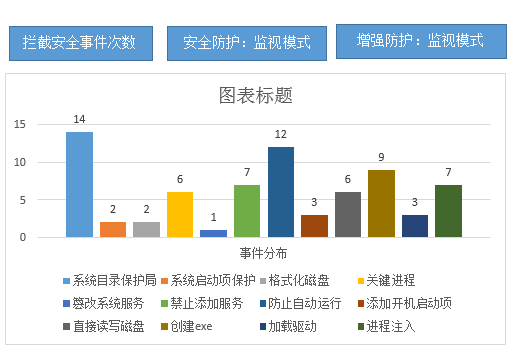 拦截安全事件次数 安全防护：监视模式 增强防护：监视模式
图表标题
15
10
5
0
14
2
2
6
1
7
12
3
6
9
3
7
事件分布
系统目录保护局 系统启动项保护 格式化磁盘 关键进程
篡改系统服务 禁止添加服务 防止自动运行 添加开机启动项
直接读写磁盘 创建exe 加载驱动 进程注入